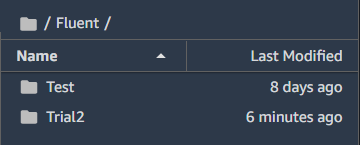 / Fluent /
Name Last Modified
Test 8 days ago
Trial2 6 minutes ago